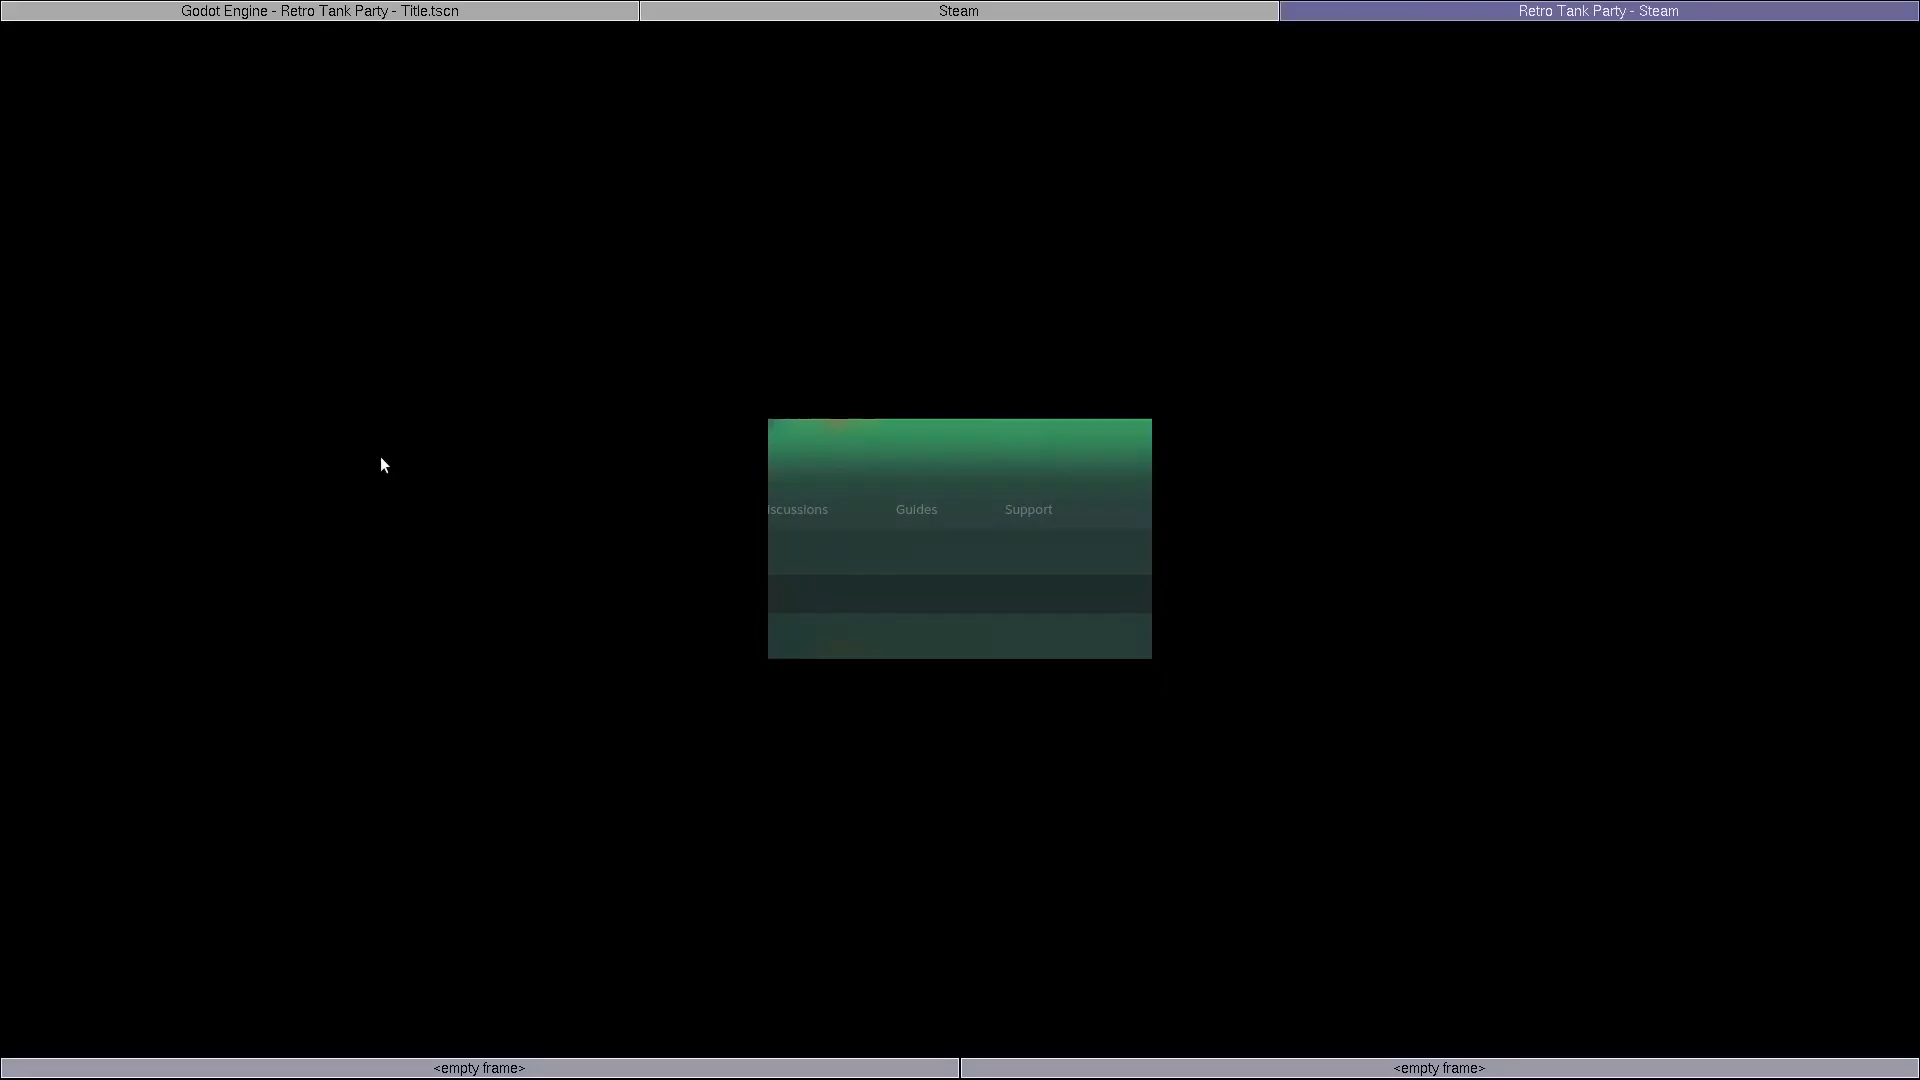 Godot Engine - Retro Tank Party - Title.tscn
Steam
Retro Tank Party - Steam
iscussions Guides Support
<empty frame>
<empty frame>